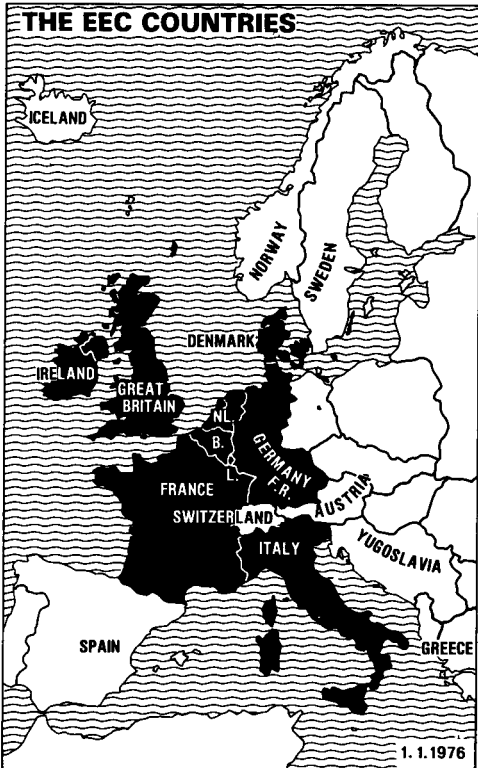 THE EEC COUNTRIES
ICELAND
NORWAY
SWEDEN
DENMARK
IRELAND
GREAT
BRITAIN
NL.
B.
L.
GERMANY
F.R.
FRANCE
AUSTRIA
SWITZERLAND
ITALY
YUGOSLAVIA
SPAIN
GREECE
1.1.1976